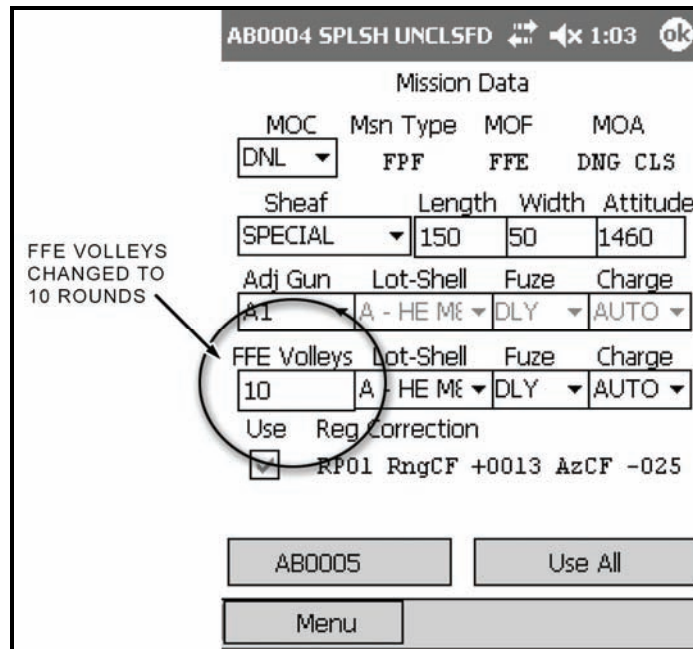 AB0004 SPLSH UNCLSFD 1:03 ok
Mission Data
MOC Msn Type MOF MOA
DNL FPF FFE DNG CLS
Sheaf Length Width Attitude
SPECIAL 150 50 1460
Adj Gun Lot-Shell Fuze Charge
A1 A - HE M8 DLY AUTO
FFE VOLLEYS
CHANGED TO
10 ROUNDS
FFE Volleys Lot-Shell Fuze Charge
10 A - HE M8 DLY AUTO
Use Reg Correction
RP01 RngCF +0013 AzCF -025
AB0005 Use All
Menu